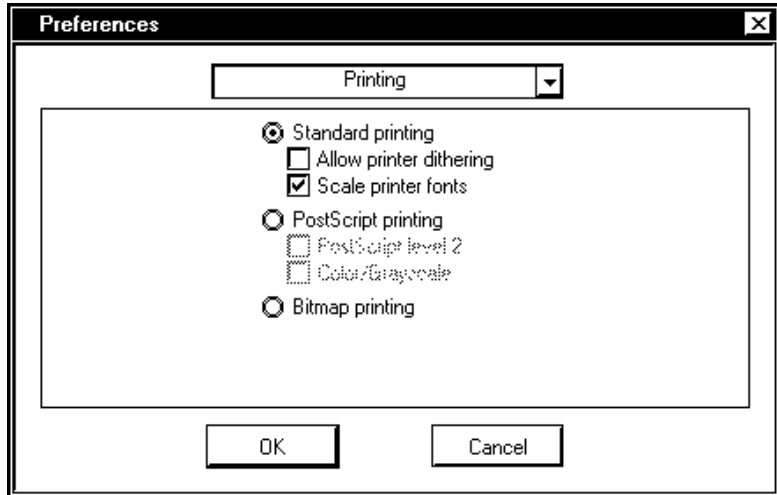 Preferences
Printing
Standard printing
Allow printer dithering
Scale printer fonts
PostScript printing
PostScript level 2
Color/Grayscale
Bitmap printing
OK Cancel